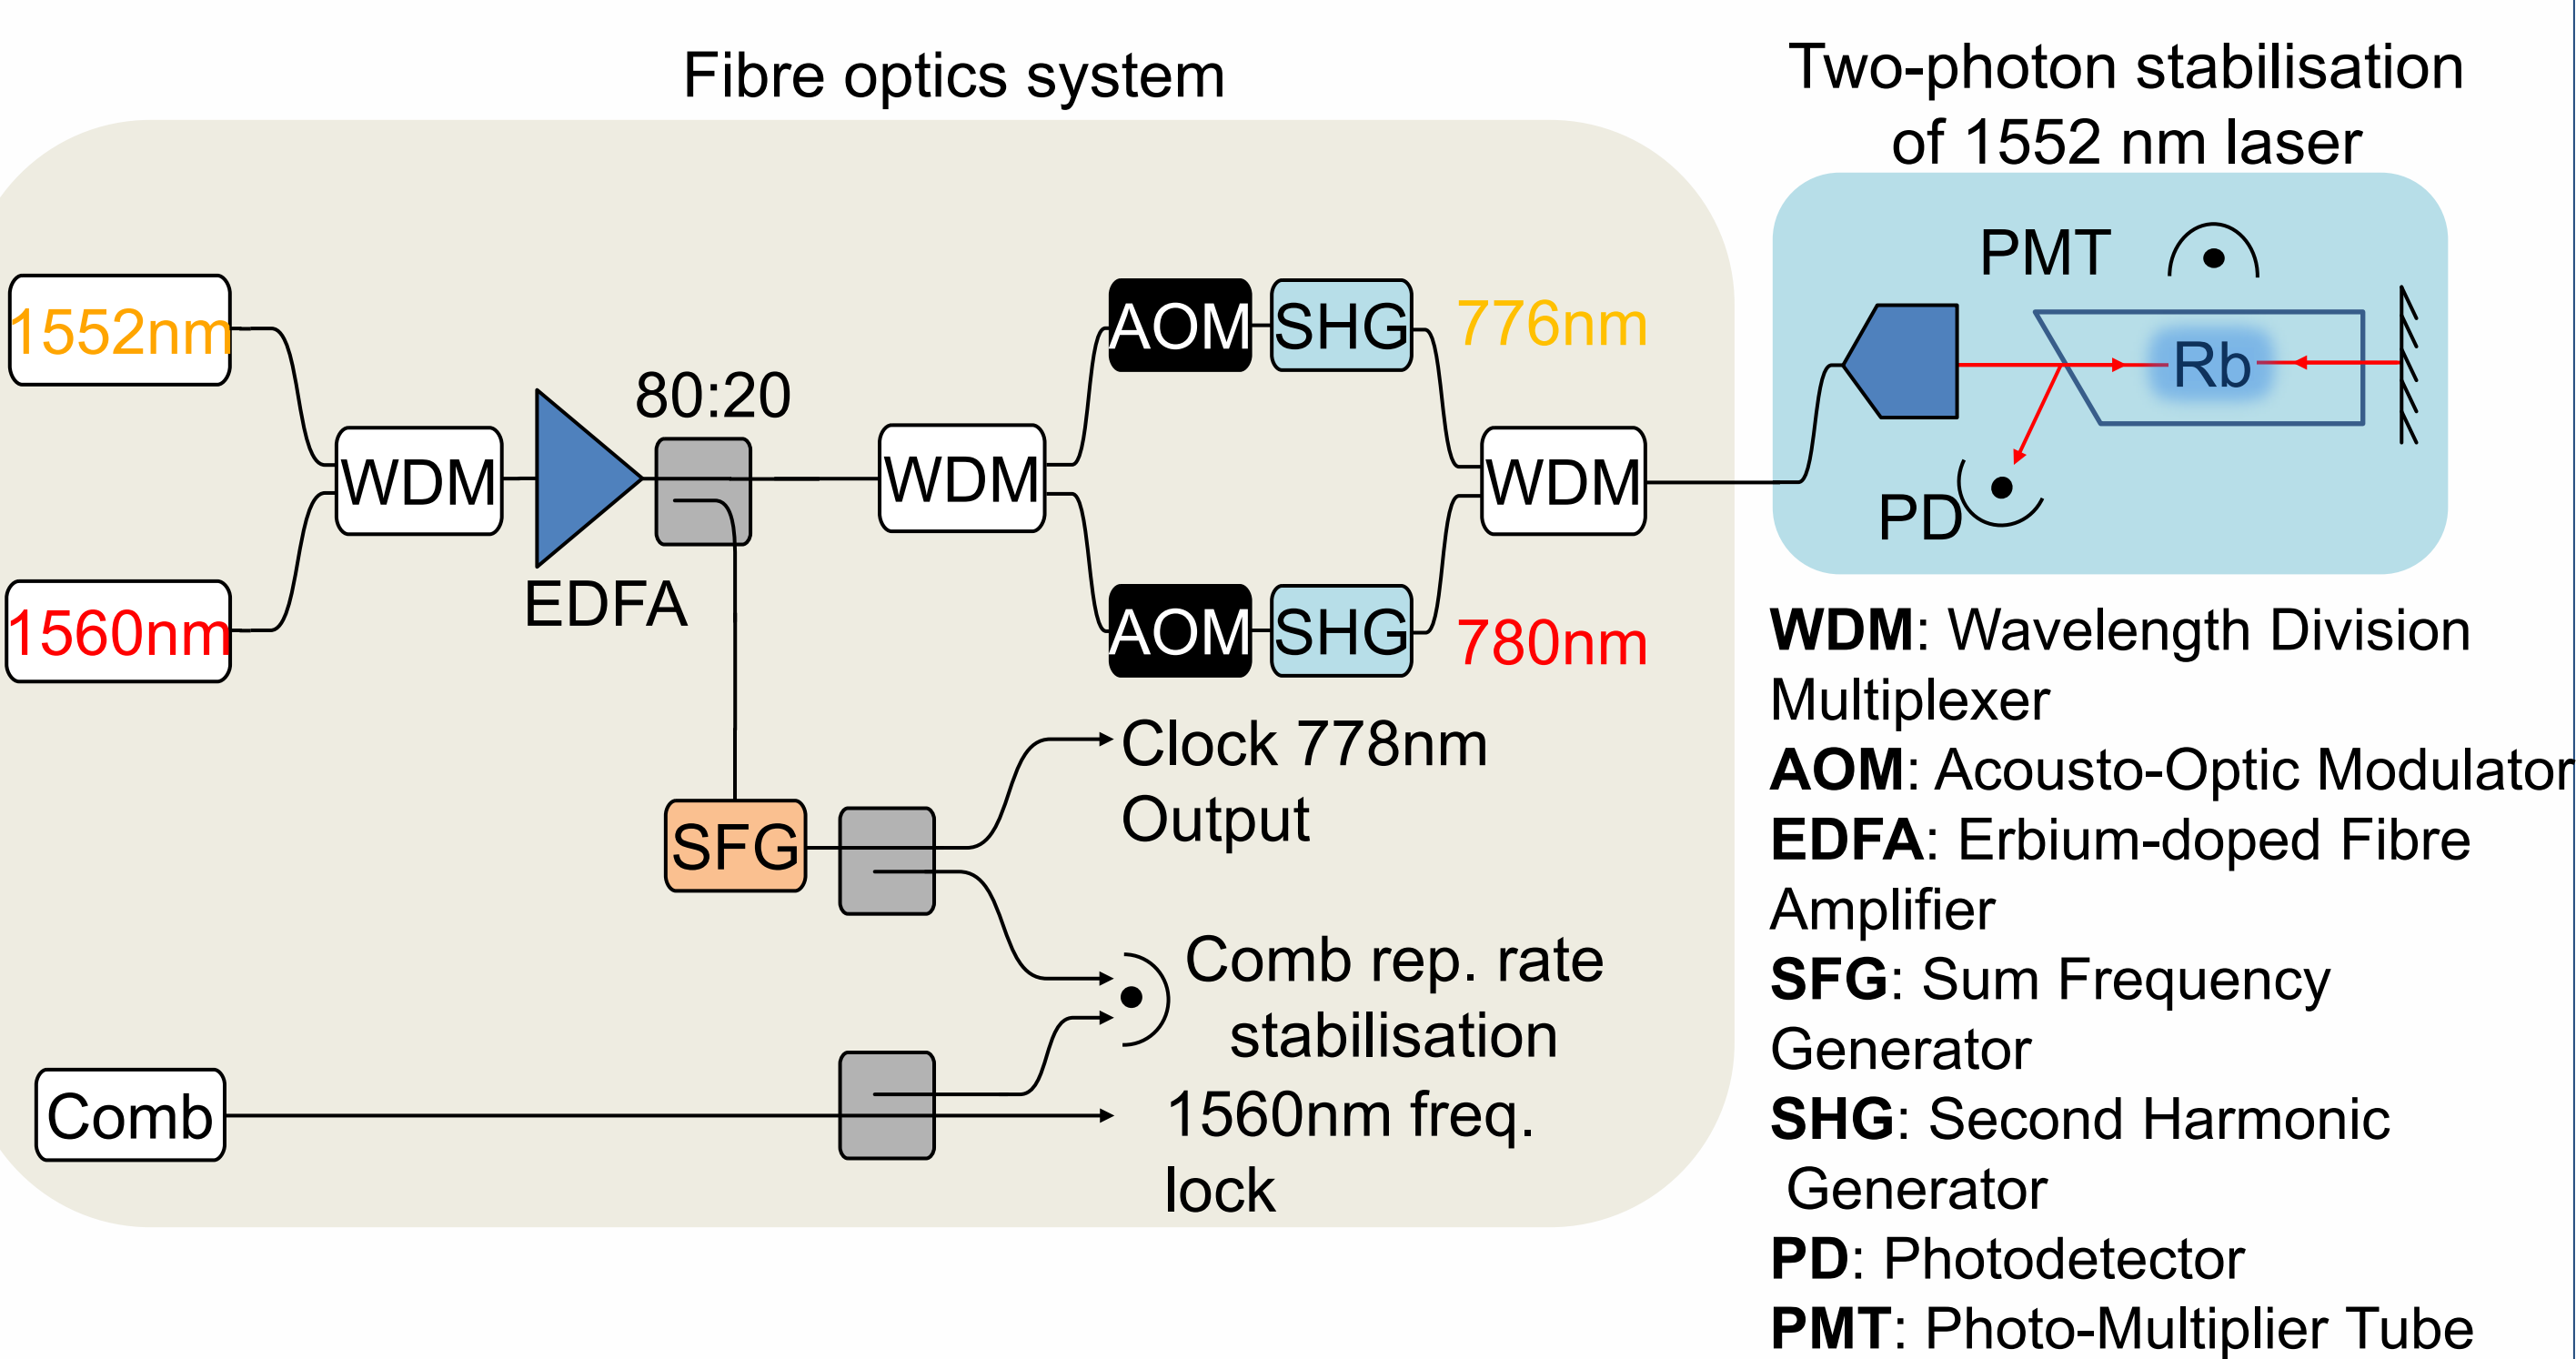 Fibre optics system
Two-photon stabilisation
of 1552 nm laser
1552nm
1560nm
WDM
EDFA
80:20
WDM
AOM
SHG
776nm
AOM
SHG
780nm
WDM
PMT
Rb
PD
SFG
Clock 778nm
Output
Comb rep. rate
stabilisation
Comb
1560nm freq.
lock
WDM: Wavelength Division
Multiplexer
AOM: Acousto-Optic Modulator
EDFA: Erbium-doped Fibre
Amplifier
SFG: Sum Frequency
Generator
SHG: Second Harmonic
Generator
PD: Photodetector
PMT: Photo-Multiplier Tube